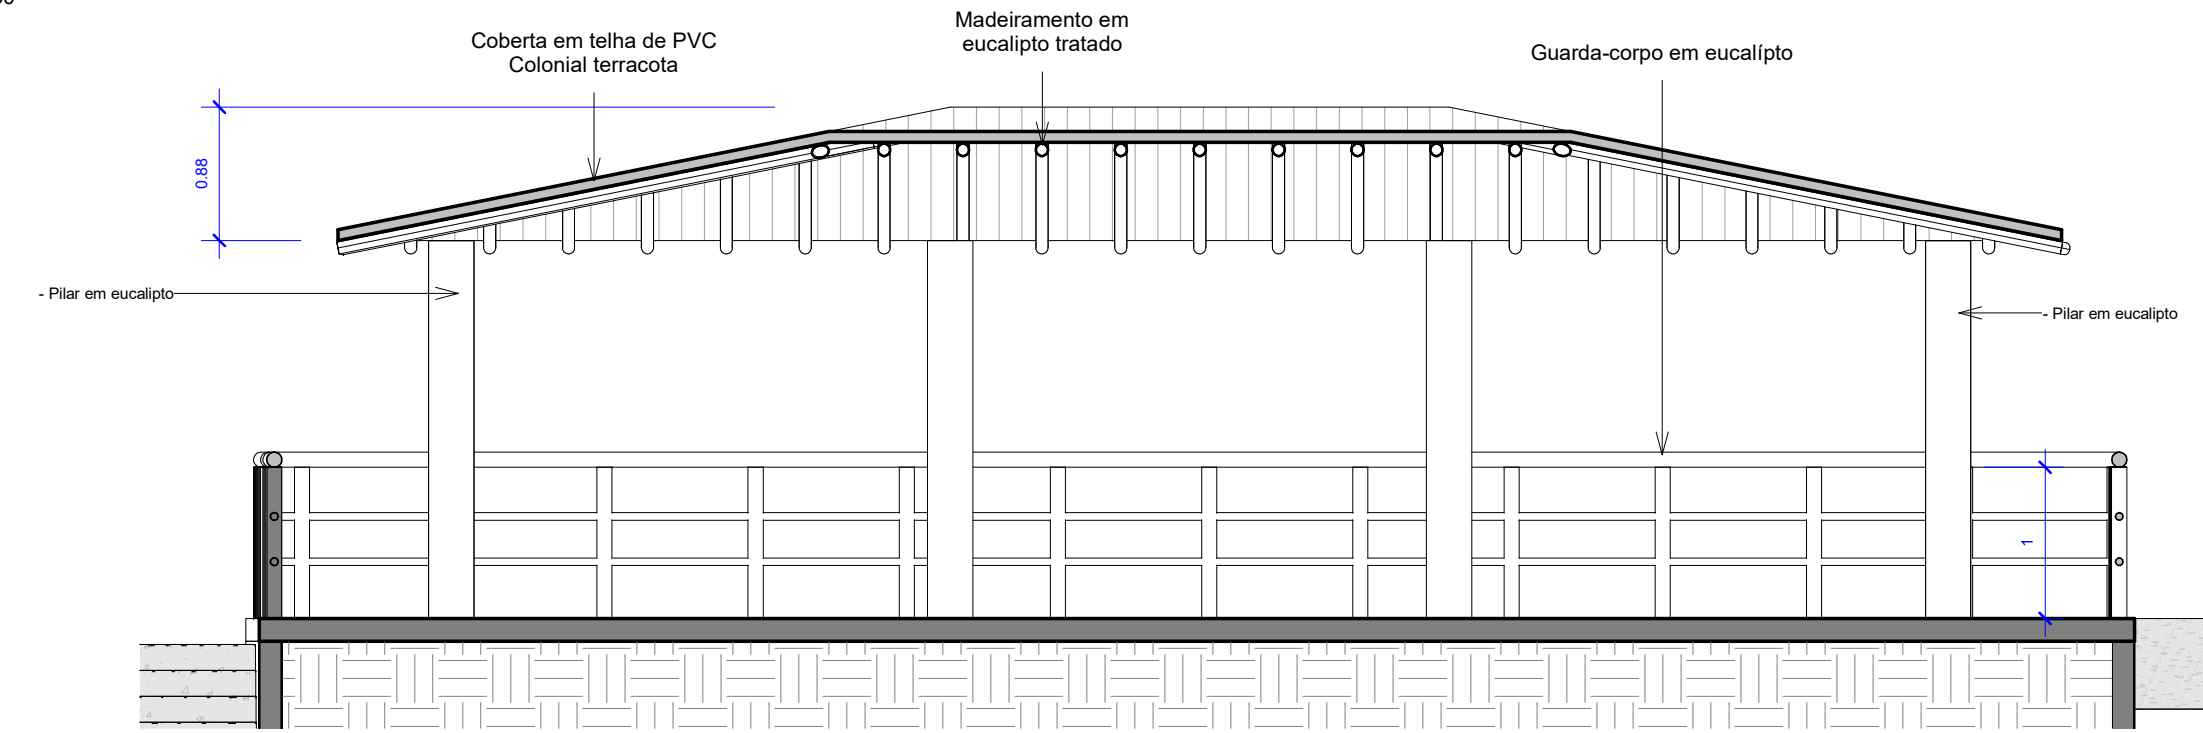 Madeiramento em
eucalipto tratado
Coberta em telha de PVC
Colonial terracota
Guarda-corpo em eucalípto
0.88
- Pilar em eucalipto
- Pilar em eucalipto
1